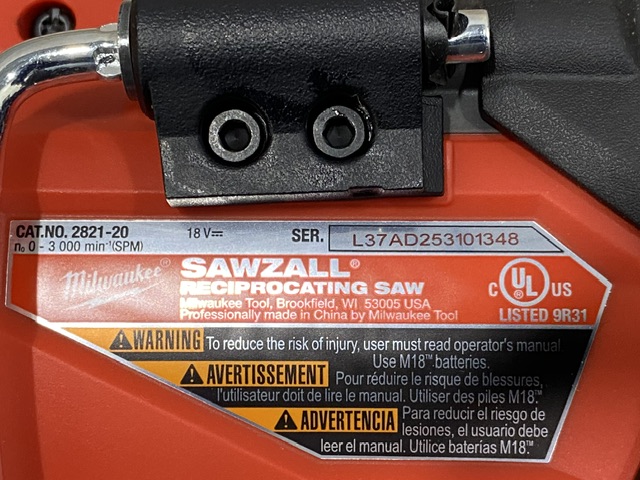 CAT.NO. 2821-20 18 V⎓ SER. L37AD253101348
n₀ 0 - 3 000 min⁻¹(SPM)
Milwaukee®
SAWZALL®
RECIPROCATING SAW
Milwaukee Tool, Brookfield, WI 53005 USA
Professionally made in China by Milwaukee Tool
C UL® US
LISTED 9R31
⚠WARNING To reduce the risk of injury, user must read operator's manual
Use M18™ batteries.
⚠AVERTISSEMENT Pour réduire le risque de blessures,
l'utilisateur doit de lire le manuel. Utiliser des piles M18™.
⚠ADVERTENCIA Para reducir el riesgo de
lesiones, el usuario debe
leer el manual. Utilice baterías M18™.